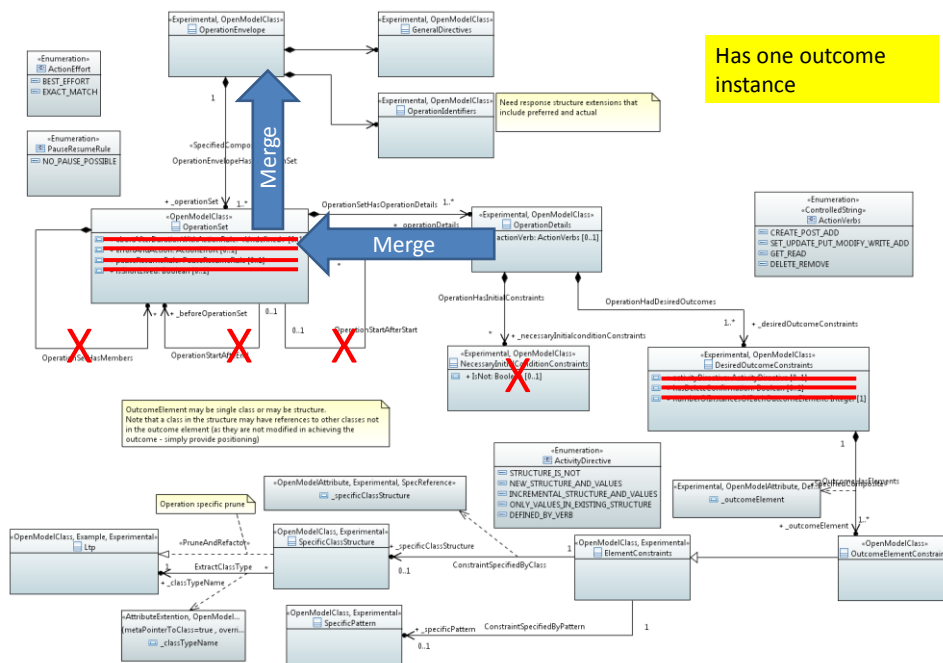 «Experimental, OpenModelClass»
OperationEnvelope
«Experimental, OpenModelClass»
GeneralDirectives
Has one outcome
instance
«Enumeration»
ActionEffort
BEST_EFFORT
EXACT_MATCH
«Experimental, OpenModelClass»
OperationIdentifiers
Need response structure extensions that
include preferred and actual
1
«Enumeration»
PauseResumeRule
NO_PAUSE_POSSIBLE
Merge
+ _operationSet
1..*
«OpenModelClass»
OperationSet
OperationSetHasOperationDetails
1..*
+ _operationDetails
«Experimental, OpenModelClass»
OperationDetails
actionVerb: ActionVerbs [0..1]
Merge
«Enumeration»
«ControlledString»
ActionVerbs
CREATE_POST_ADD
SET_UPDATE_PUT_MODIFY_WRITE_ADD
GET_READ
DELETE_REMOVE
OperationHasInitialConstraints
OperationHadDesiredOutcomes
* + _beforeOperationSet
*
0..1
0..1
*
X X X
OperationSetHasMembers
OperationStartAfterEnd
OperationStartAfterStart
* + _necessaryInitialconditionConstraints
1..*
+ _desiredOutcomeConstraints
«Experimental, OpenModelClass»
NecessaryInitialConditionConstraints
+ IsNot: Boolean [0..1]
X
«Experimental, OpenModelClass»
DesiredOutcomeConstraints
OutcomeElement may be single class or may be structure.
Note that a class in the structure may have references to other classes not
in the outcome element (as they are not modified in achieving the
outcome - simply provide positioning)
1
«Enumeration»
ActivityDirective
STRUCTURE_IS_NOT
NEW_STRUCTURE_AND_VALUES
INCREMENTAL_STRUCTURE_AND_VALUES
ONLY_VALUES_IN_EXISTING_STRUCTURE
DEFINED_BY_VERB
«OpenModelAttribute, Experimental, SpecReference»
_specificClassStructure
_outcomeElement
+ _outcomeElement
1..*
Operation specific prune
«OpenModelClass, Example, Experimental»
Ltp
«PruneAndRefactor»
ExtractClassType
1
*
+ _classTypeName
«OpenModelClass, Experimental»
SpecificClassStructure
+ _specificClassStructure
0..1
ConstraintSpecifiedByClass
1
«OpenModelClass, Experimental»
ElementConstraints
«OpenModelClass»
OutcomeElementConstraint
«AttributeExtention, OpenModel...
{metaPointerToClass=true , overri...
_classTypeName
«OpenModelClass, Experimental»
SpecificPattern
+ _specificPattern
0..1
ConstraintSpecifiedByPattern
1